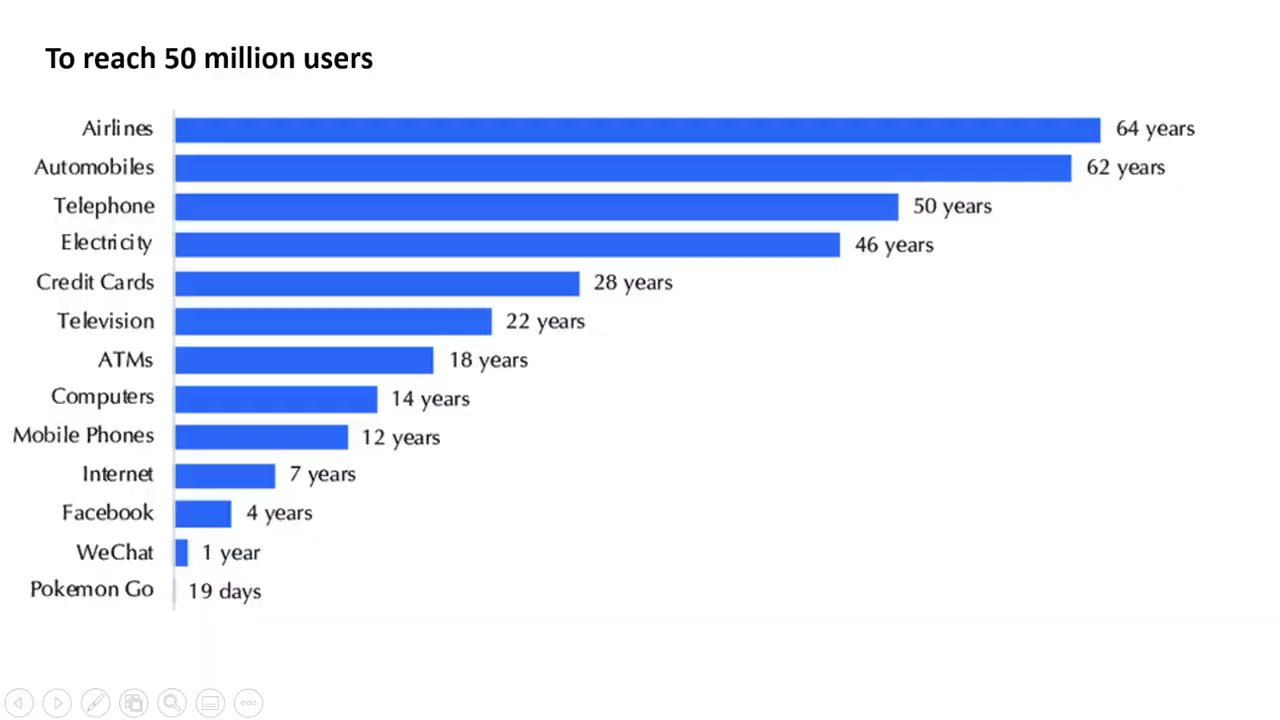 To reach 50 million users
Airlines 64 years
Automobiles 62 years
Telephone 50 years
Electricity 46 years
Credit Cards 28 years
Television 22 years
ATMs 18 years
Computers 14 years
Mobile Phones 12 years
Internet 7 years
Facebook 4 years
WeChat 1 year
Pokemon Go 19 days